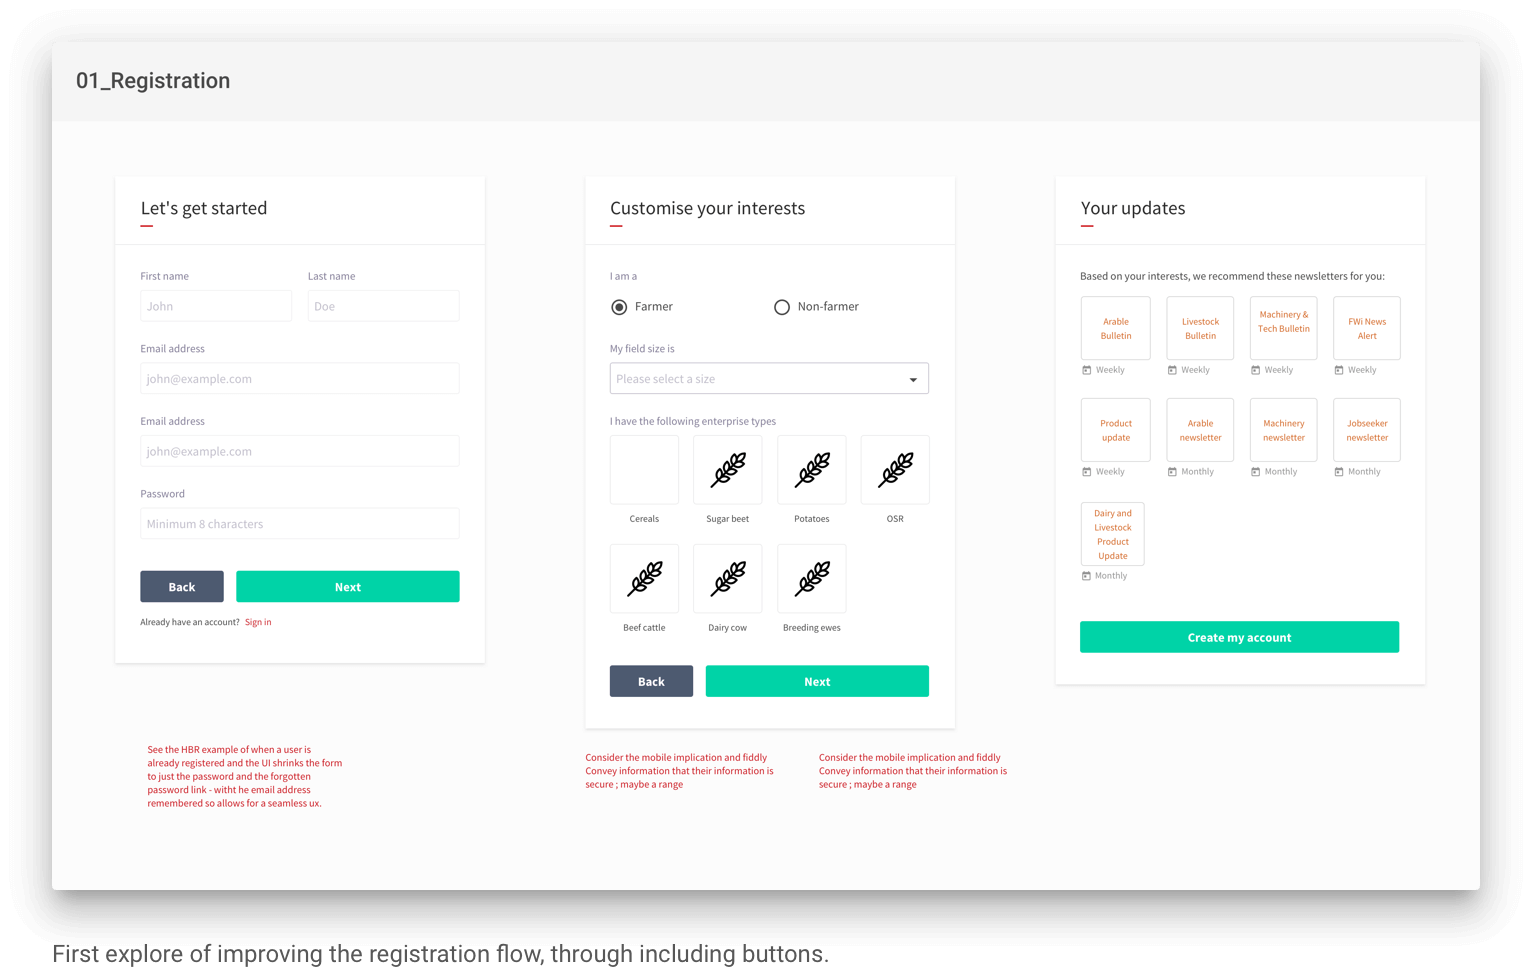 01_Registration
Let's get started
First name
Last name
John
Doe
Email address
john@example.com
Email address
john@example.com
Password
Minimum 8 characters
Back
Next
Already have an account? Sign in
See the HBR example of when a user is
already registered and the UI shrinks the form
to just the password and the forgotten
password link - witht he email address
remembered so allows for a seamless ux.
Customise your interests
I am a
Farmer
Non-farmer
My field size is
Please select a size
I have the following enterprise types
Cereals
Sugar beet
Potatoes
OSR
Beef cattle
Dairy cow
Breeding ewes
Back
Next
Consider the mobile implication and fiddly
Convey information that their information is
secure ; maybe a range
Consider the mobile implication and fiddly
Convey information that their information is
secure ; maybe a range
Your updates
Based on your interests, we recommend these newsletters for you:
Arable
Bulletin
Weekly
Livestock
Bulletin
Weekly
Machinery &
Tech Bulletin
Weekly
FWi News
Alert
Weekly
Product
update
Weekly
Arable
newsletter
Monthly
Machinery
newsletter
Monthly
Jobseeker
newsletter
Monthly
Dairy and
Livestock
Product
Update
Monthly
Create my account
First explore of improving the registration flow, through including buttons.